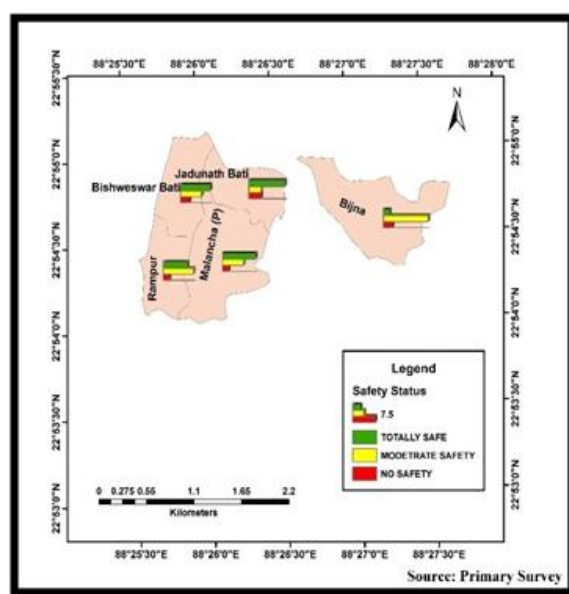 88°25'30"E 88°26'0"E 88°26'30"E 88°27'0"E 88°27'30"E 88°28'0"E
22°55'30"N
22°55'0"N
22°54'30"N
22°54'0"N
22°53'30"N
22°53'0"N
N
Jadunath Bati
Bishweswar Bati
Bijna
Malancha (P)
Rampur
Legend
Safety Status
7.5
TOTALLY SAFE
MODETRATE SAFETY
NO SAFETY
0 0.275 0.55 1.1 1.65 2.2
Kilometers
22°55'0"N
22°54'30"N
22°54'0"N
22°53'30"N
22°53'0"N
88°25'30"E 88°26'0"E 88°26'30"E 88°27'0"E 88°27'30"E
Source: Primary Survey